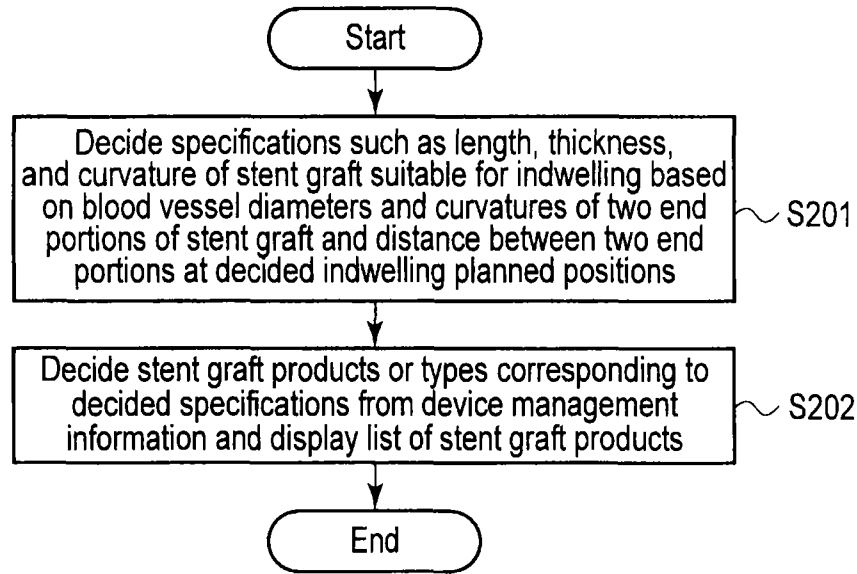 Start
Decide specifications such as length, thickness,
and curvature of stent graft suitable for indwelling based
on blood vessel diameters and curvatures of two end
portions of stent graft and distance between two end
portions at decided indwelling planned positions
S201
Decide stent graft products or types corresponding to
decided specifications from device management
information and display list of stent graft products
S202
End